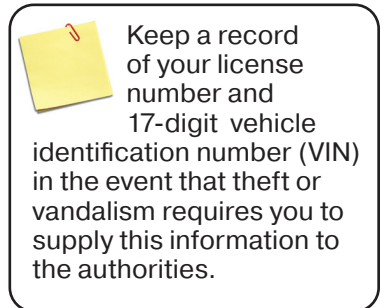 Keep a record
of your license
number and
17-digit vehicle
identification number (VIN)
in the event that theft or
vandalism requires you to
supply this information to
the authorities.